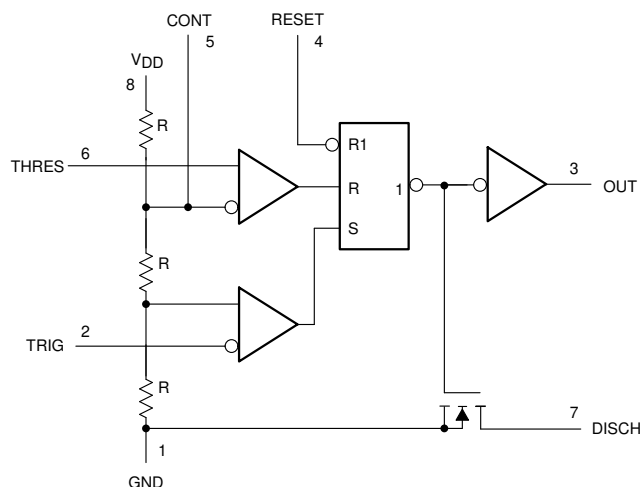 CONT
5
RESET
4
VDD
8
R
THRES
6
R1
R
1
S
3
OUT
R
TRIG
2
R
7
DISCH
1
GND